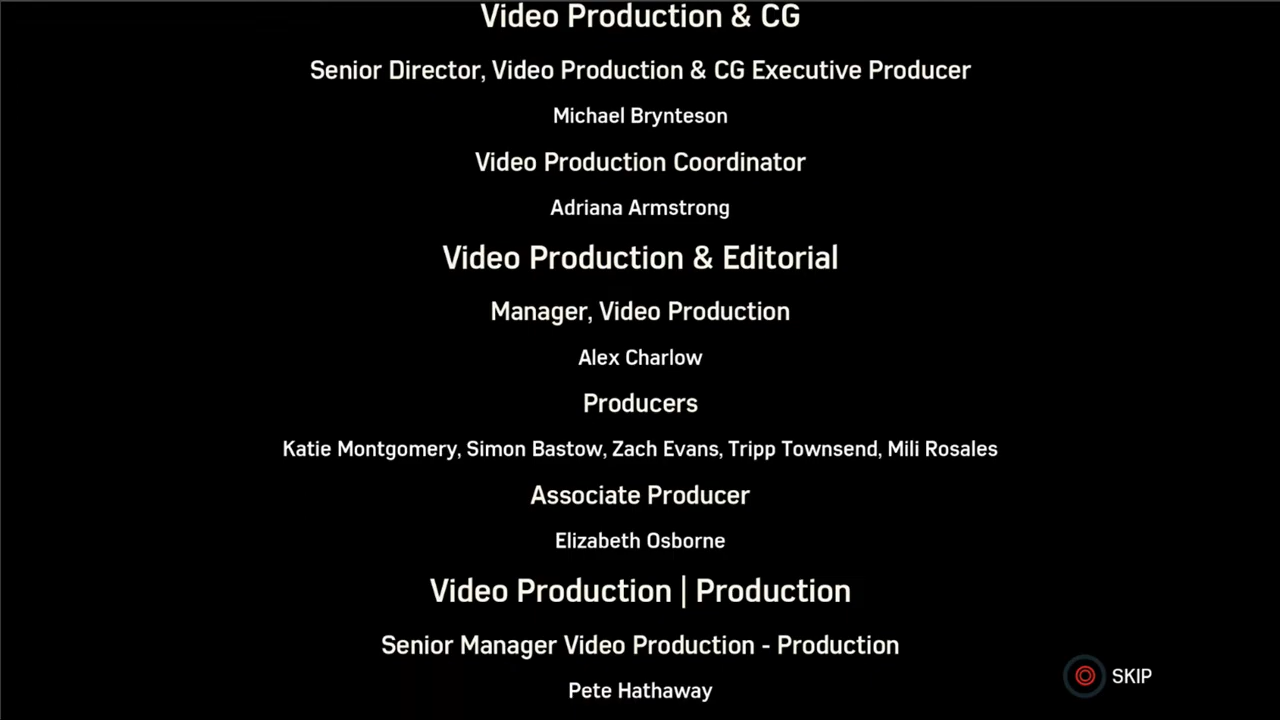 Video Production & CG
Senior Director, Video Production & CG Executive Producer
Michael Brynteson
Video Production Coordinator
Adriana Armstrong
Video Production & Editorial
Manager, Video Production
Alex Charlow
Producers
Katie Montgomery, Simon Bastow, Zach Evans, Tripp Townsend, Mili Rosales
Associate Producer
Elizabeth Osborne
Video Production | Production
Senior Manager Video Production - Production
SKIP
Pete Hathaway